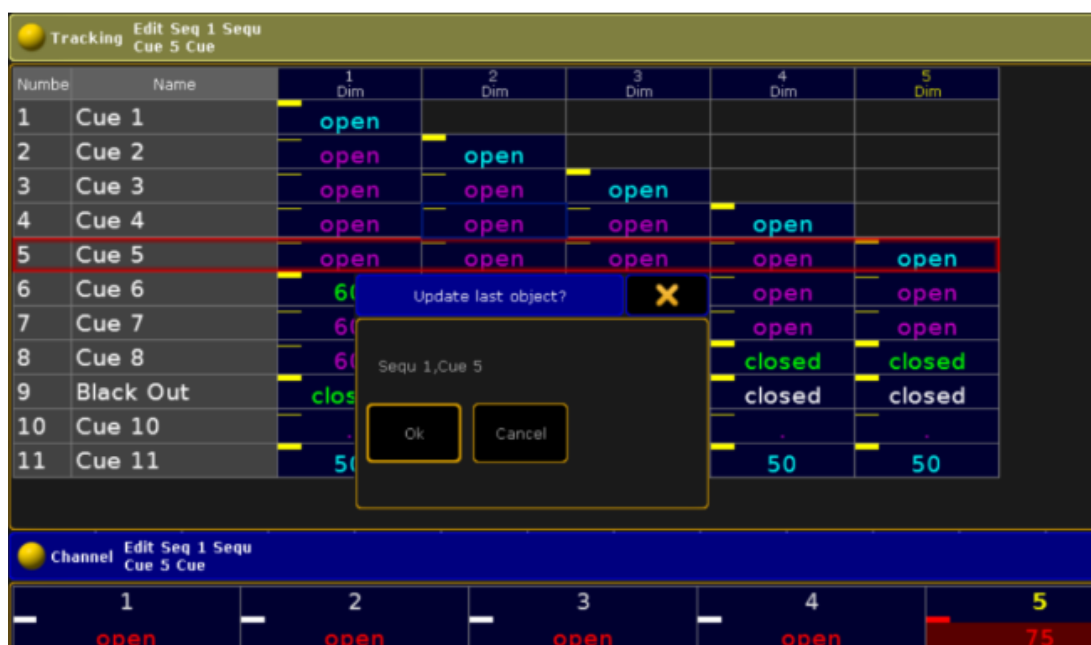 Tracking Edit Seq 1 Sequ
Cue 5 Cue
Numbe Name 1 2 3 4 5
Dim Dim Dim Dim Dim
1 Cue 1 open
2 Cue 2 open open
3 Cue 3 open open open
4 Cue 4 open open open open
5 Cue 5 open open open open open
6 Cue 6 open open
7 Cue 7 open open
8 Cue 8 closed closed
9 Black Out closed closed
10 Cue 10 . .
11 Cue 11 50 50
Update last object?
Sequ 1,Cue 5
Ok Cancel
Channel Edit Seq 1 Sequ
Cue 5 Cue
1 2 3 4 5
open open open open 75